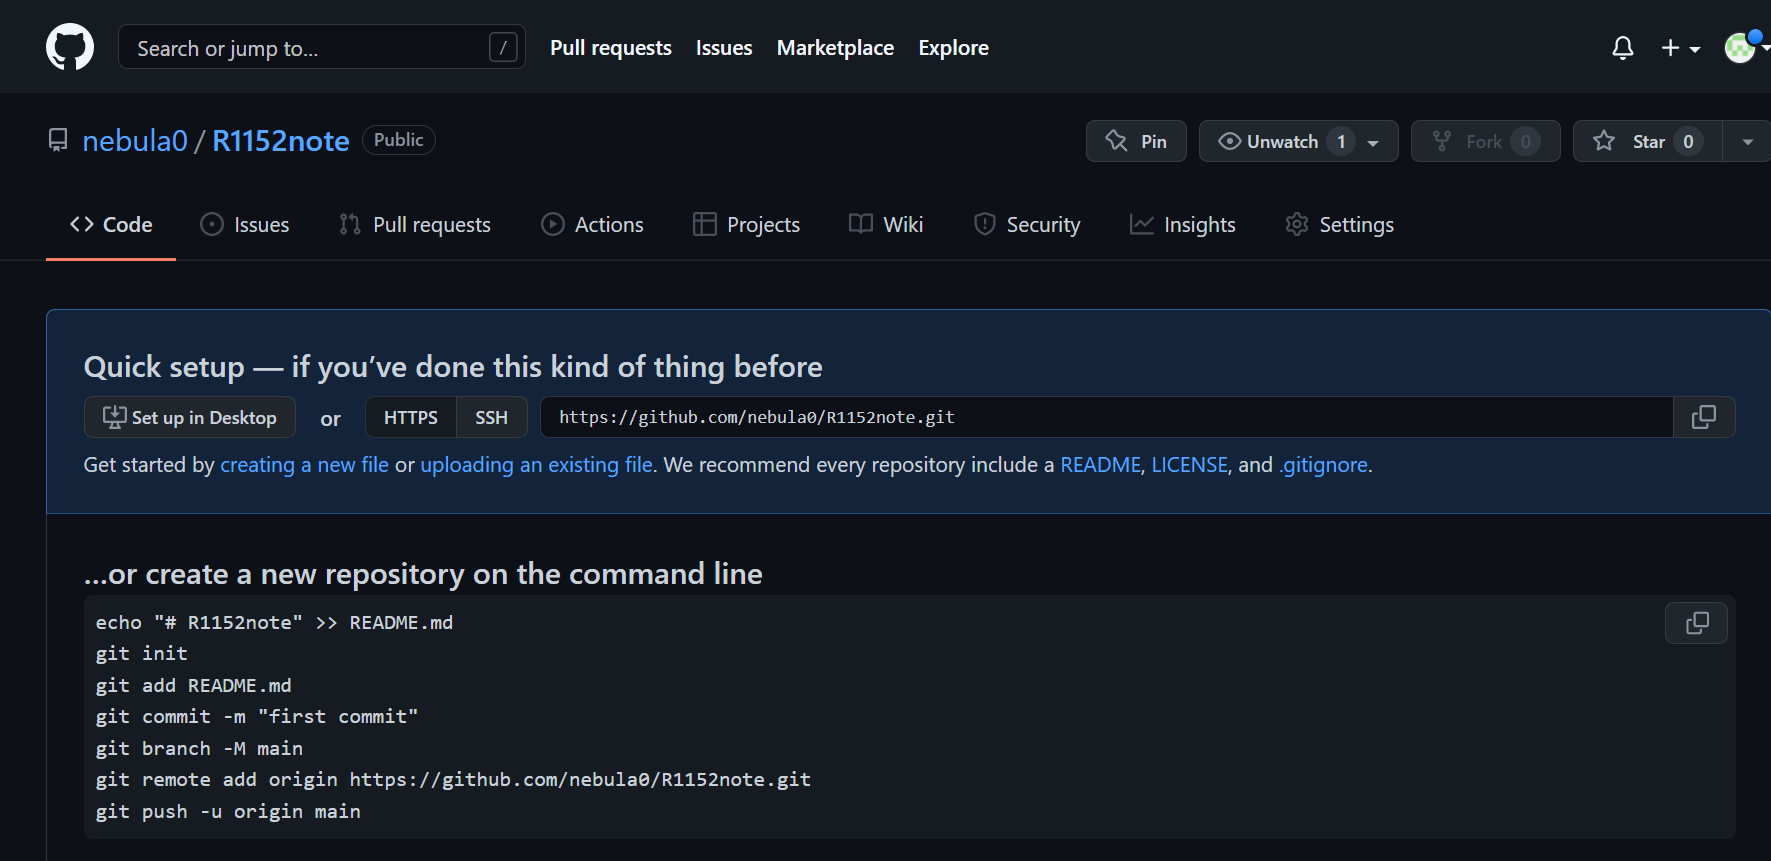 Search or jump to... / Pull requests Issues Marketplace Explore
nebula0 / R1152note Public Pin Unwatch 1 Fork 0 Star 0
Code Issues Pull requests Actions Projects Wiki Security Insights Settings
Quick setup — if you’ve done this kind of thing before
Set up in Desktop or HTTPS SSH https://github.com/nebula0/R1152note.git
Get started by creating a new file or uploading an existing file. We recommend every repository include a README, LICENSE, and .gitignore.
…or create a new repository on the command line
echo "# R1152note" >> README.md
git init
git add README.md
git commit -m "first commit"
git branch -M main
git remote add origin https://github.com/nebula0/R1152note.git
git push -u origin main